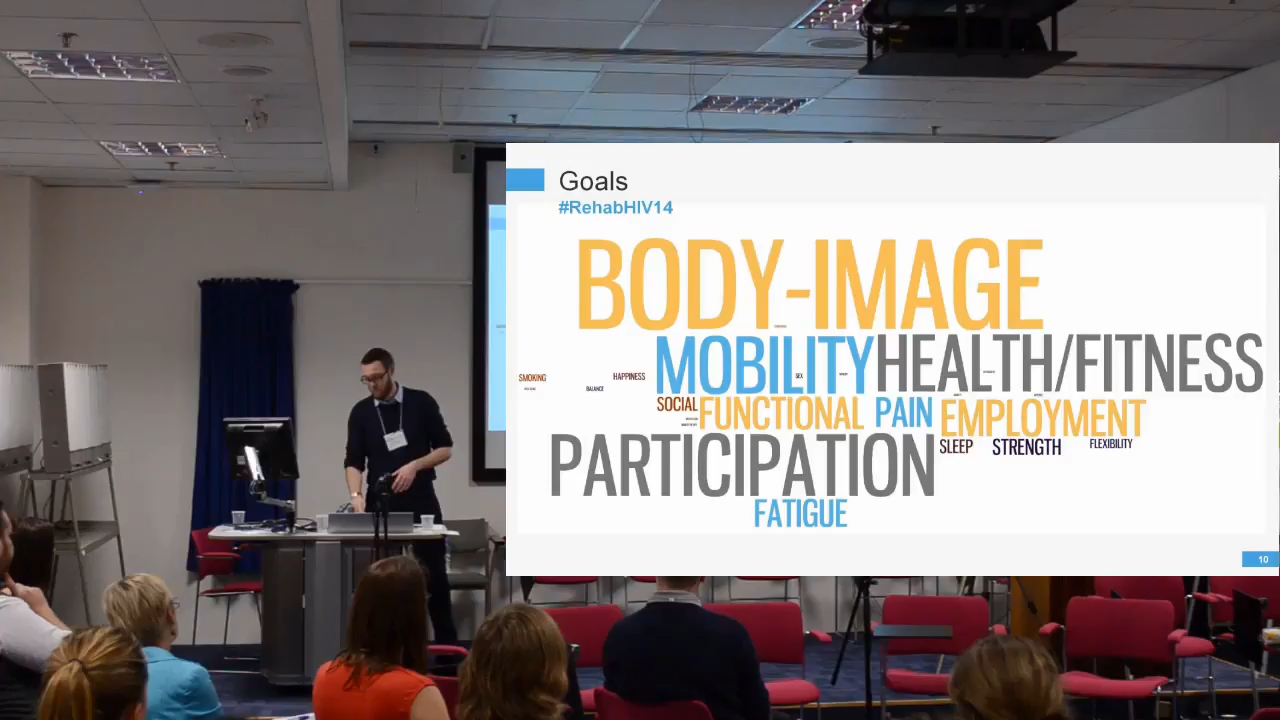 Goals
#RehabHIV14
BODY-IMAGE
MOBILITY HEALTH/FITNESS
SMOKING
HAPPINESS
SEX
BALANCE
SOCIAL FUNCTIONAL PAIN EMPLOYMENT
PARTICIPATION SLEEP STRENGTH FLEXIBILITY
FATIGUE
10